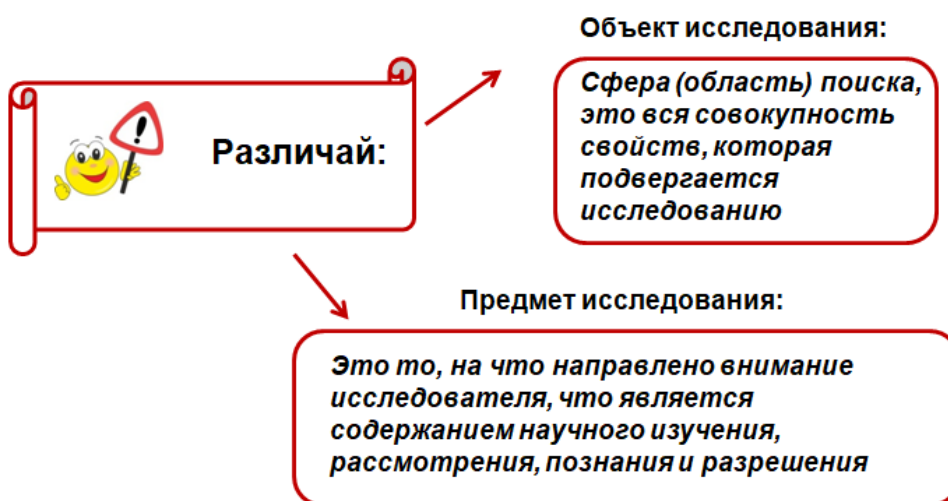 Объект исследования:
Сфера (область) поиска,
это вся совокупность
свойств, которая
подвергается
исследованию
Различай:
Предмет исследования:
Это то, на что направлено внимание
исследователя, что является
содержанием научного изучения,
рассмотрения, познания и разрешения